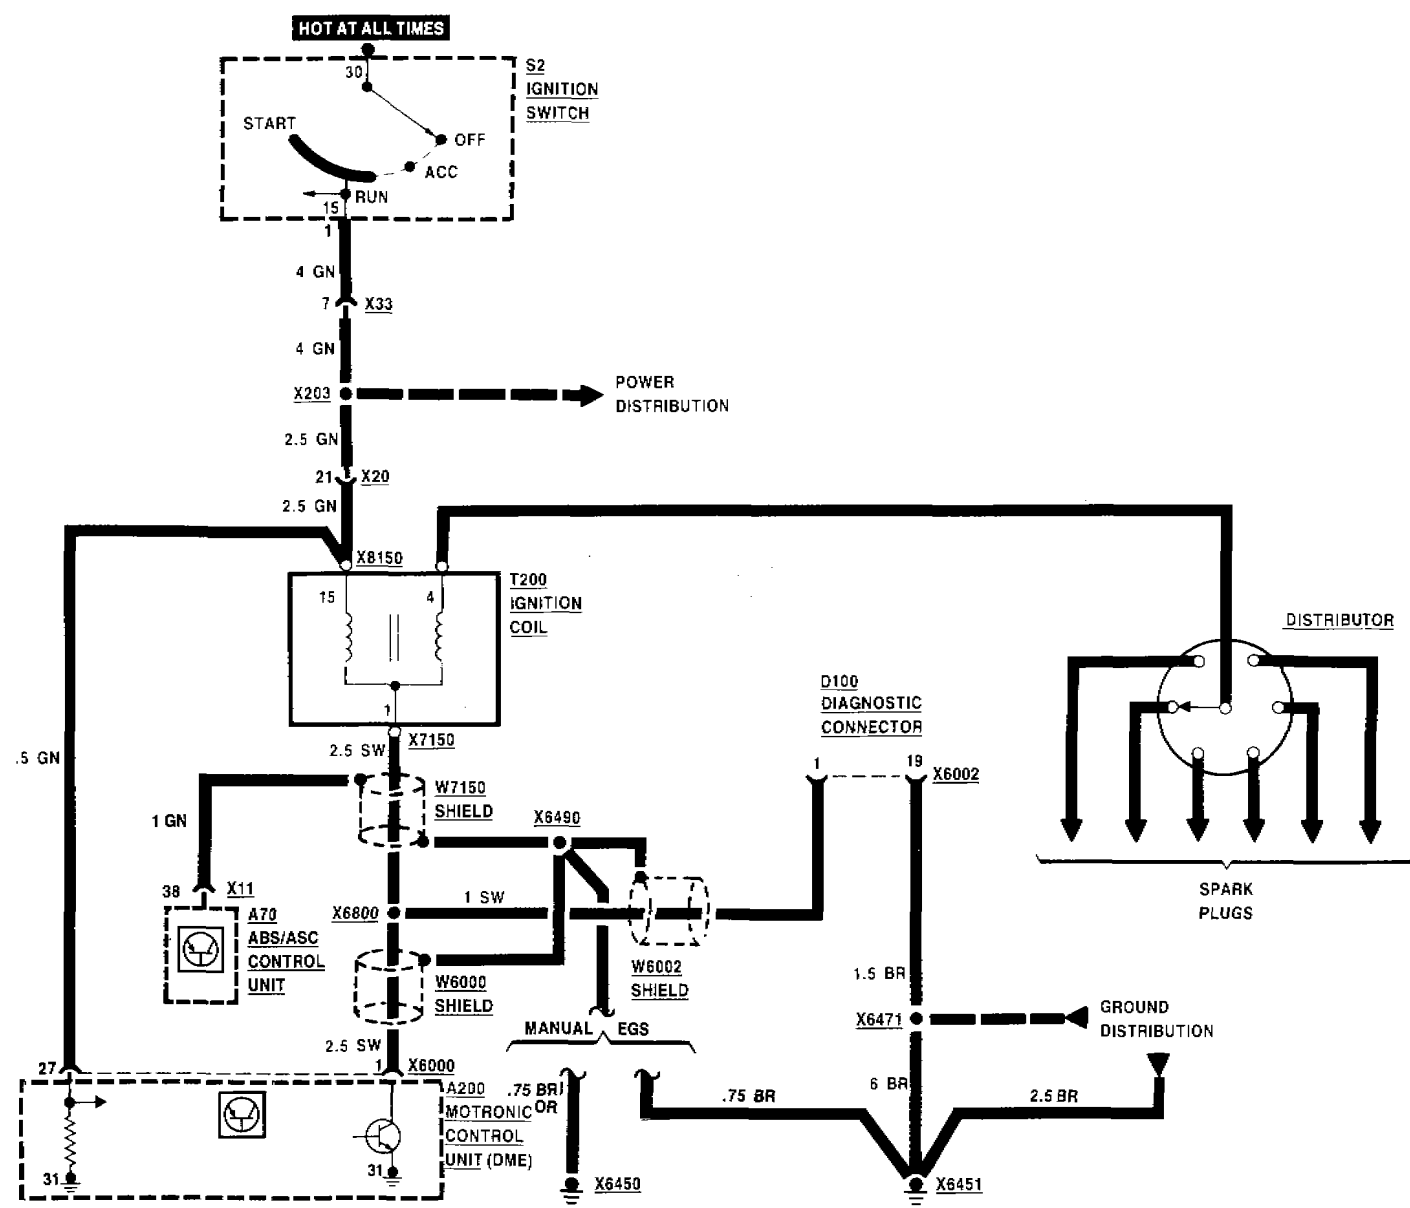 HOT AT ALL TIMES
30
S2
IGNITION
SWITCH
START
OFF
ACC
RUN
15
1
4 GN
7
X33
4 GN
X203
POWER
DISTRIBUTION
2.5 GN
21
X20
2.5 GN
X8150
15
4
T200
IGNITION
COIL
DISTRIBUTOR
1
X7150
2.5 SW
.5 GN
D100
DIAGNOSTIC
CONNECTOR
1
19
X6002
W7150
SHIELD
1 GN
X6490
38
X11
A70
ABS/ASC
CONTROL
UNIT
X6800
1 SW
SPARK
PLUGS
W6000
SHIELD
W6002
SHIELD
1.5 BR
X6471
GROUND
DISTRIBUTION
MANUAL
EGS
2.5 SW
27
1
X6000
A200
MOTRONIC
CONTROL
UNIT (DME)
.75 BR/
OR
.75 BR
6 BR
2.5 BR
31
31
X6450
X6451